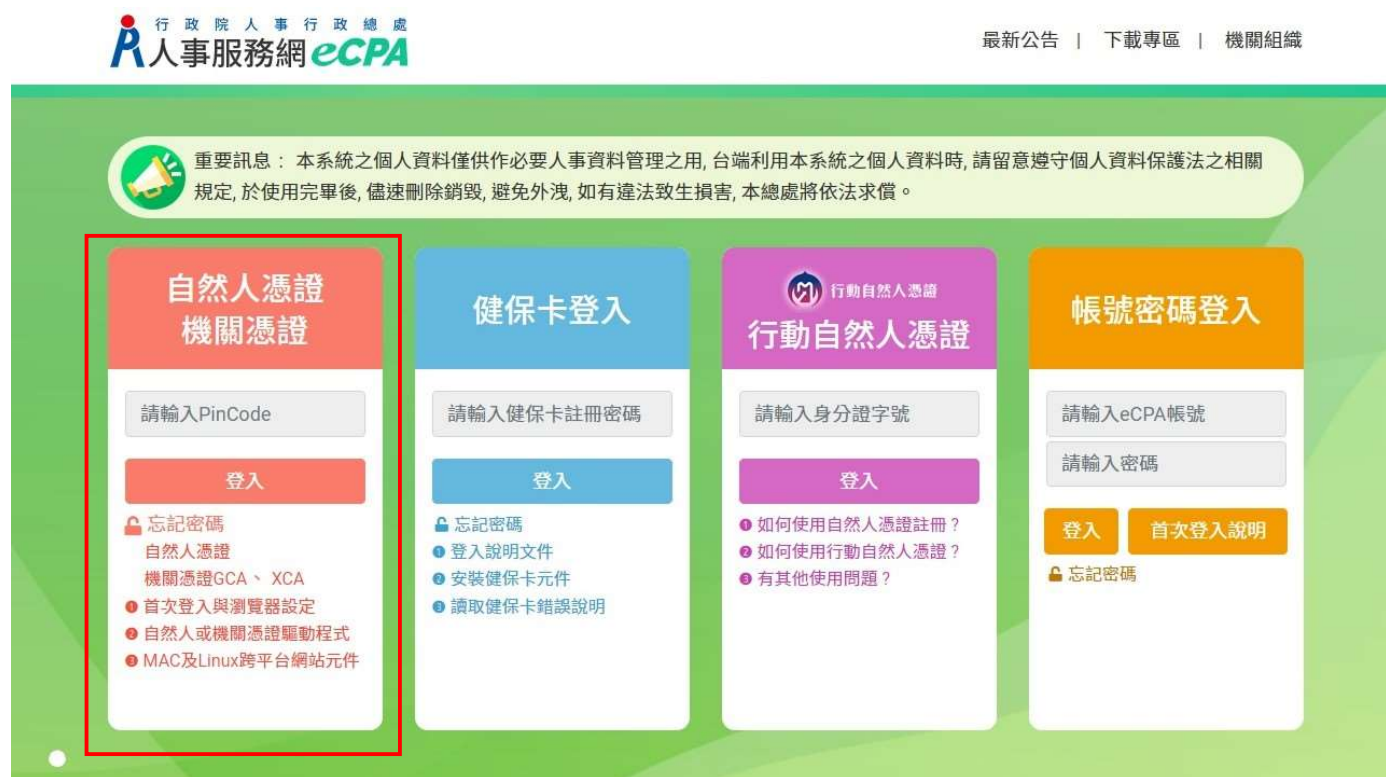 行政院人事行政總處
人事服務網eCPA
最新公告 | 下載專區 | 機關組織
重要訊息： 本系統之個人資料僅供作必要人事資料管理之用, 台端利用本系統之個人資料時, 請留意遵守個人資料保護法之相關
規定, 於使用完畢後, 儘速刪除銷毀, 避免外洩, 如有違法致生損害, 本總處將依法求償。
自然人憑證
機關憑證
請輸入PinCode
登入
忘記密碼
自然人憑證
機關憑證GCA、 XCA
❶ 首次登入與瀏覽器設定
❷ 自然人或機關憑證驅動程式
❸ MAC及Linux跨平台網站元件
健保卡登入
請輸入健保卡註冊密碼
登入
忘記密碼
❶ 登入說明文件
❷ 安裝健保卡元件
❸ 讀取健保卡錯誤說明
行動自然人憑證
行動自然人憑證
請輸入身分證字號
登入
❶ 如何使用自然人憑證註冊？
❷ 如何使用行動自然人憑證？
❸ 有其他使用問題？
帳號密碼登入
請輸入eCPA帳號
請輸入密碼
登入 首次登入說明
忘記密碼